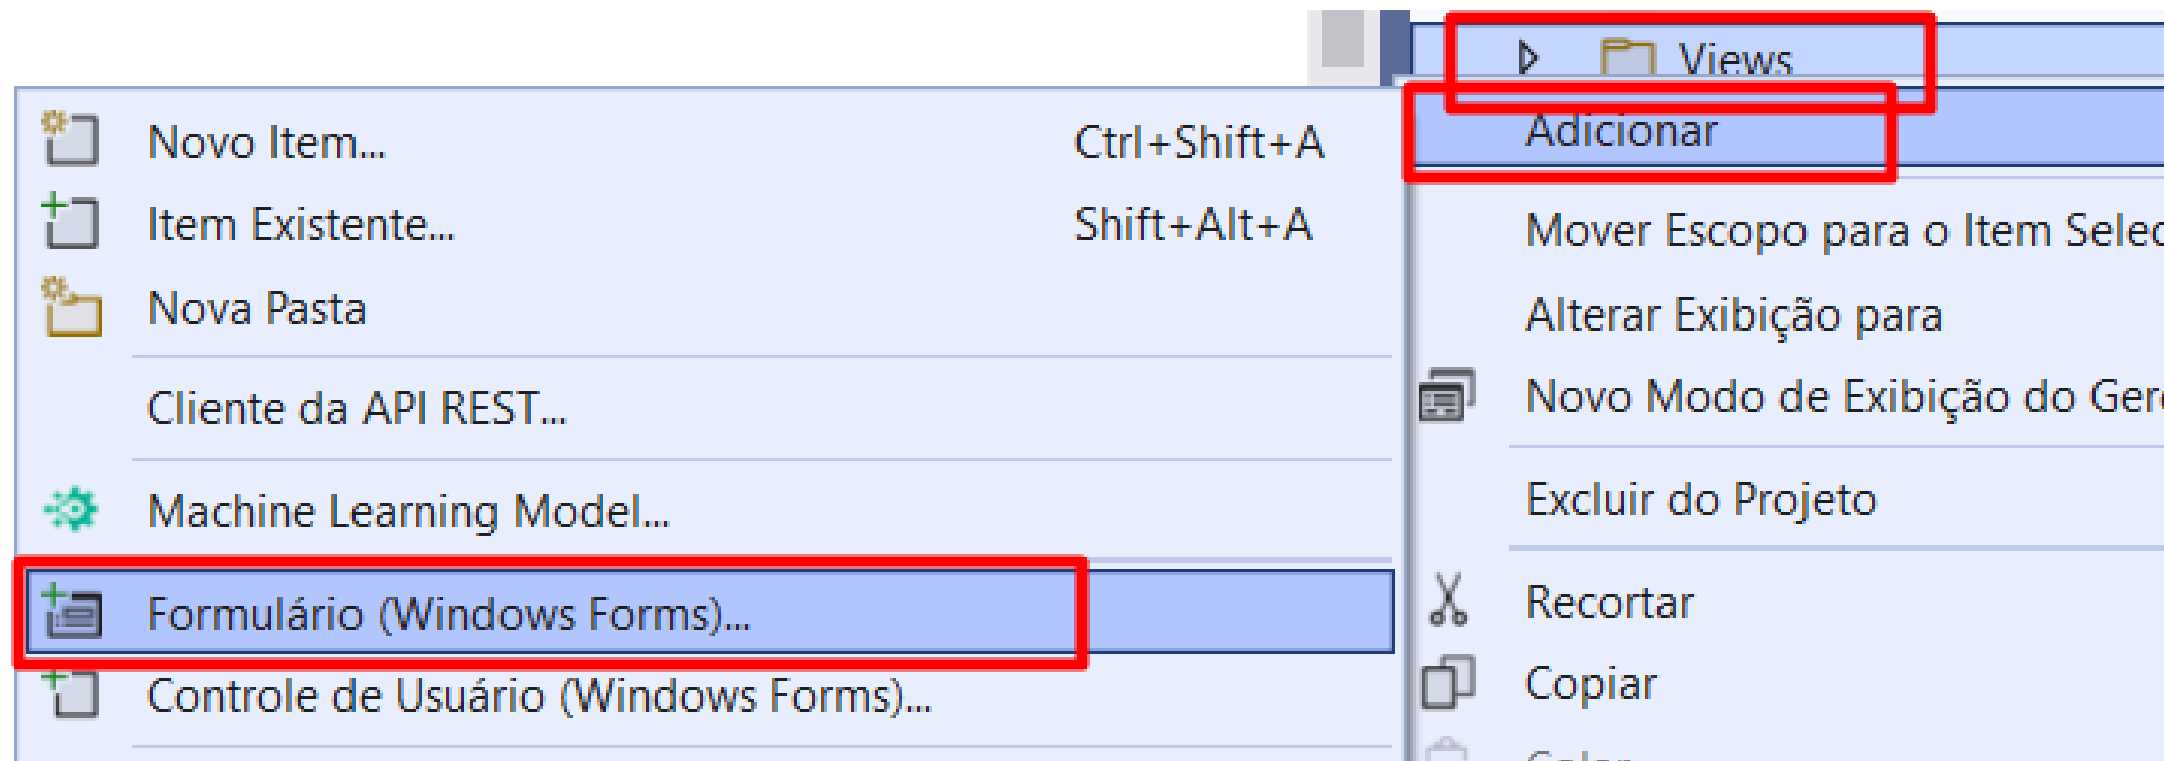 Views
Adicionar
Mover Escopo para o Item Selec
Alterar Exibição para
Novo Modo de Exibição do Ger
Excluir do Projeto
Recortar
Copiar
Novo Item... Ctrl+Shift+A
Item Existente... Shift+Alt+A
Nova Pasta
Cliente da API REST...
Machine Learning Model...
Formulário (Windows Forms)...
Controle de Usuário (Windows Forms)...